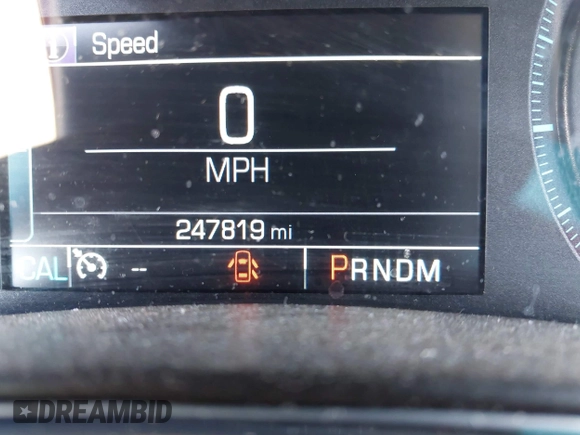 Speed
0
MPH
247819 mi
CAL -- PRNDM
DREAMBID